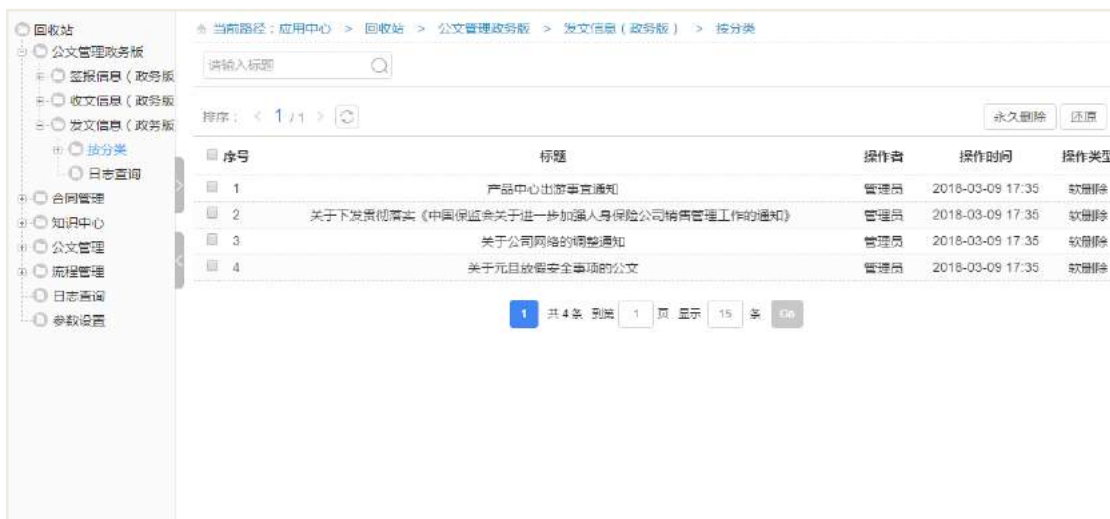 回收站
公文管理政务版
签报信息（政务版
收文信息（政务版
发文信息（政务版
按分类
日志查询
合同管理
知识中心
公文管理
流程管理
日志查询
参数设置
当前路径：应用中心 > 回收站 > 公文管理政务版 > 发文信息（政务版） > 按分类
请输入标题
排序： < 1 / 1 > 永久删除 还原
序号 标题 操作者 操作时间 操作类型
1 产品中心出游事宜通知 管理员 2018-03-09 17:35 软删除
2 关于下发贯彻落实《中国保监会关于进一步加强人身保险公司销售管理工作的通知》 管理员 2018-03-09 17:35 软删除
3 关于公司网络的调整通知 管理员 2018-03-09 17:35 软删除
4 关于元旦放假安全事项的公文 管理员 2018-03-09 17:35 软删除
1 共4条 到第 1 页 显示 15 条 Go